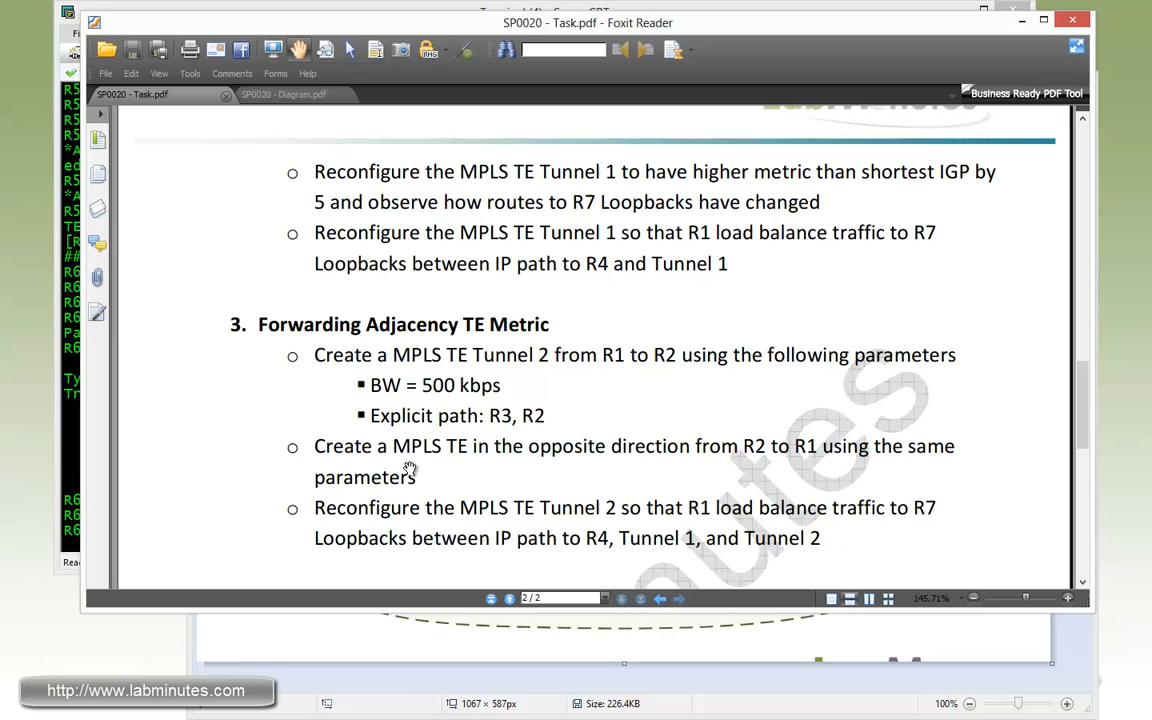 SP0020 - Task.pdf - Foxit Reader
File Edit View Tools Comments Forms Help
SP0020 - Task.pdf
SP0020 - Diagram.pdf
Business Ready PDF Tool
○ Reconfigure the MPLS TE Tunnel 1 to have higher metric than shortest IGP by
5 and observe how routes to R7 Loopbacks have changed
○ Reconfigure the MPLS TE Tunnel 1 so that R1 load balance traffic to R7
Loopbacks between IP path to R4 and Tunnel 1
3. Forwarding Adjacency TE Metric
○ Create a MPLS TE Tunnel 2 from R1 to R2 using the following parameters
▪ BW = 500 kbps
▪ Explicit path: R3, R2
○ Create a MPLS TE in the opposite direction from R2 to R1 using the same
parameters
○ Reconfigure the MPLS TE Tunnel 2 so that R1 load balance traffic to R7
Loopbacks between IP path to R4, Tunnel 1, and Tunnel 2
2 / 2
145.71%
http://www.labminutes.com
1067 × 587px
Size: 226.4KB
100%